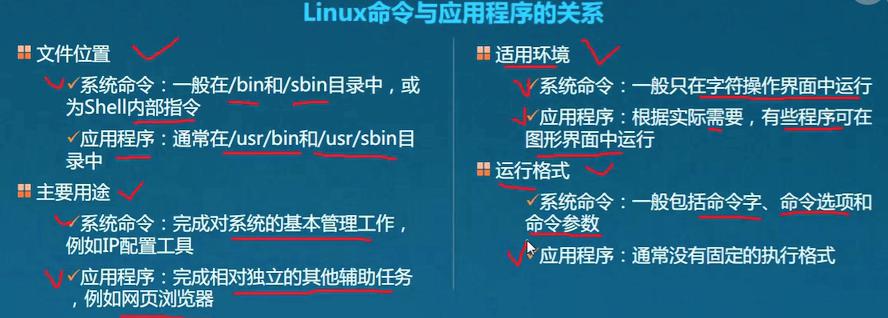 Linux命令与应用程序的关系
文件位置
系统命令：一般在/bin和/sbin目录中，或
为Shell内部指令
应用程序：通常在/usr/bin和/usr/sbin目
录中
主要用途
系统命令：完成对系统的基本管理工作，
例如IP配置工具
应用程序：完成相对独立的其他辅助任务
，例如网页浏览器
适用环境
系统命令：一般只在字符操作界面中运行
应用程序：根据实际需要，有些程序可在
图形界面中运行
运行格式
系统命令：一般包括命令字、命令选项和
命令参数
应用程序：通常没有固定的执行格式